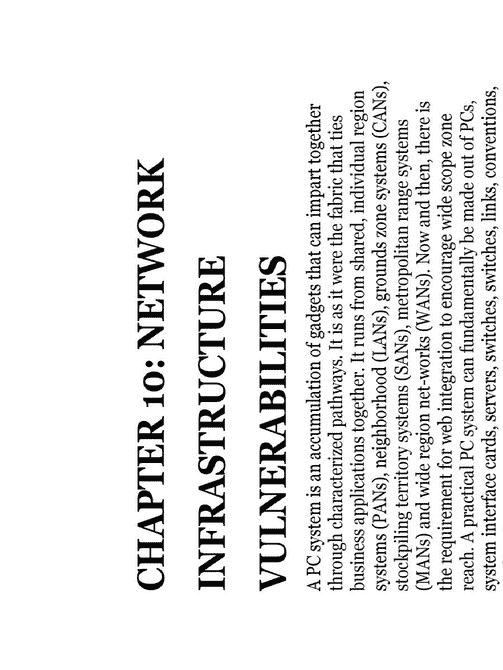 CHAPTER 10: NETWORK
INFRASTRUCTURE
VULNERABILITIES
A PC system is an accumulation of gadgets that can impart together
through characterized pathways. It is as it were the fabric that ties
business applications together. It runs from shared, individual region
systems (PANs), neighborhood (LANs), grounds zone systems (CANs),
stockpiling territory systems (SANs), metropolitan range systems
(MANs) and wide region net-works (WANs). Now and then, there is
the requirement for web integration to encourage wide scope zone
reach. A practical PC system can fundamentally be made out of PCs,
system interface cards, servers, switches, switches, links, conventions,